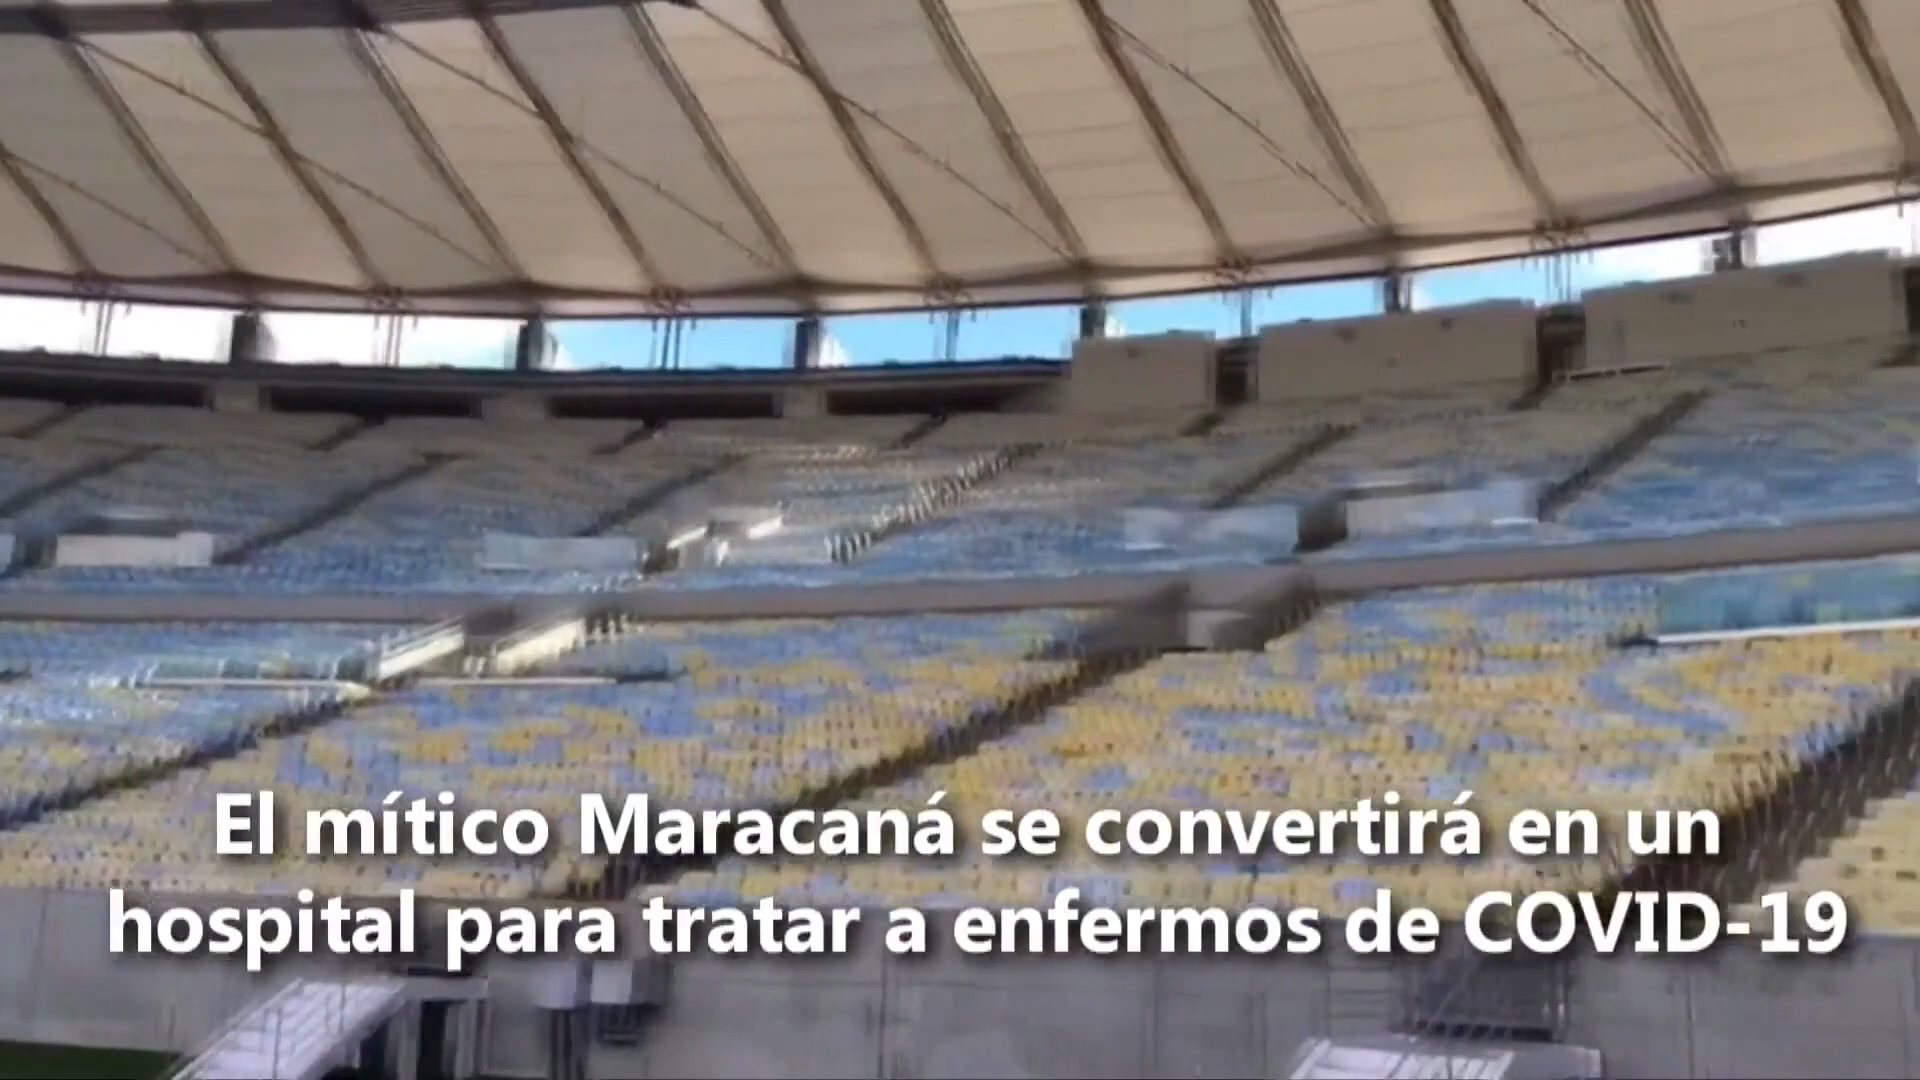 El mítico Maracaná se convertirá en un
hospital para tratar a enfermos de COVID-19